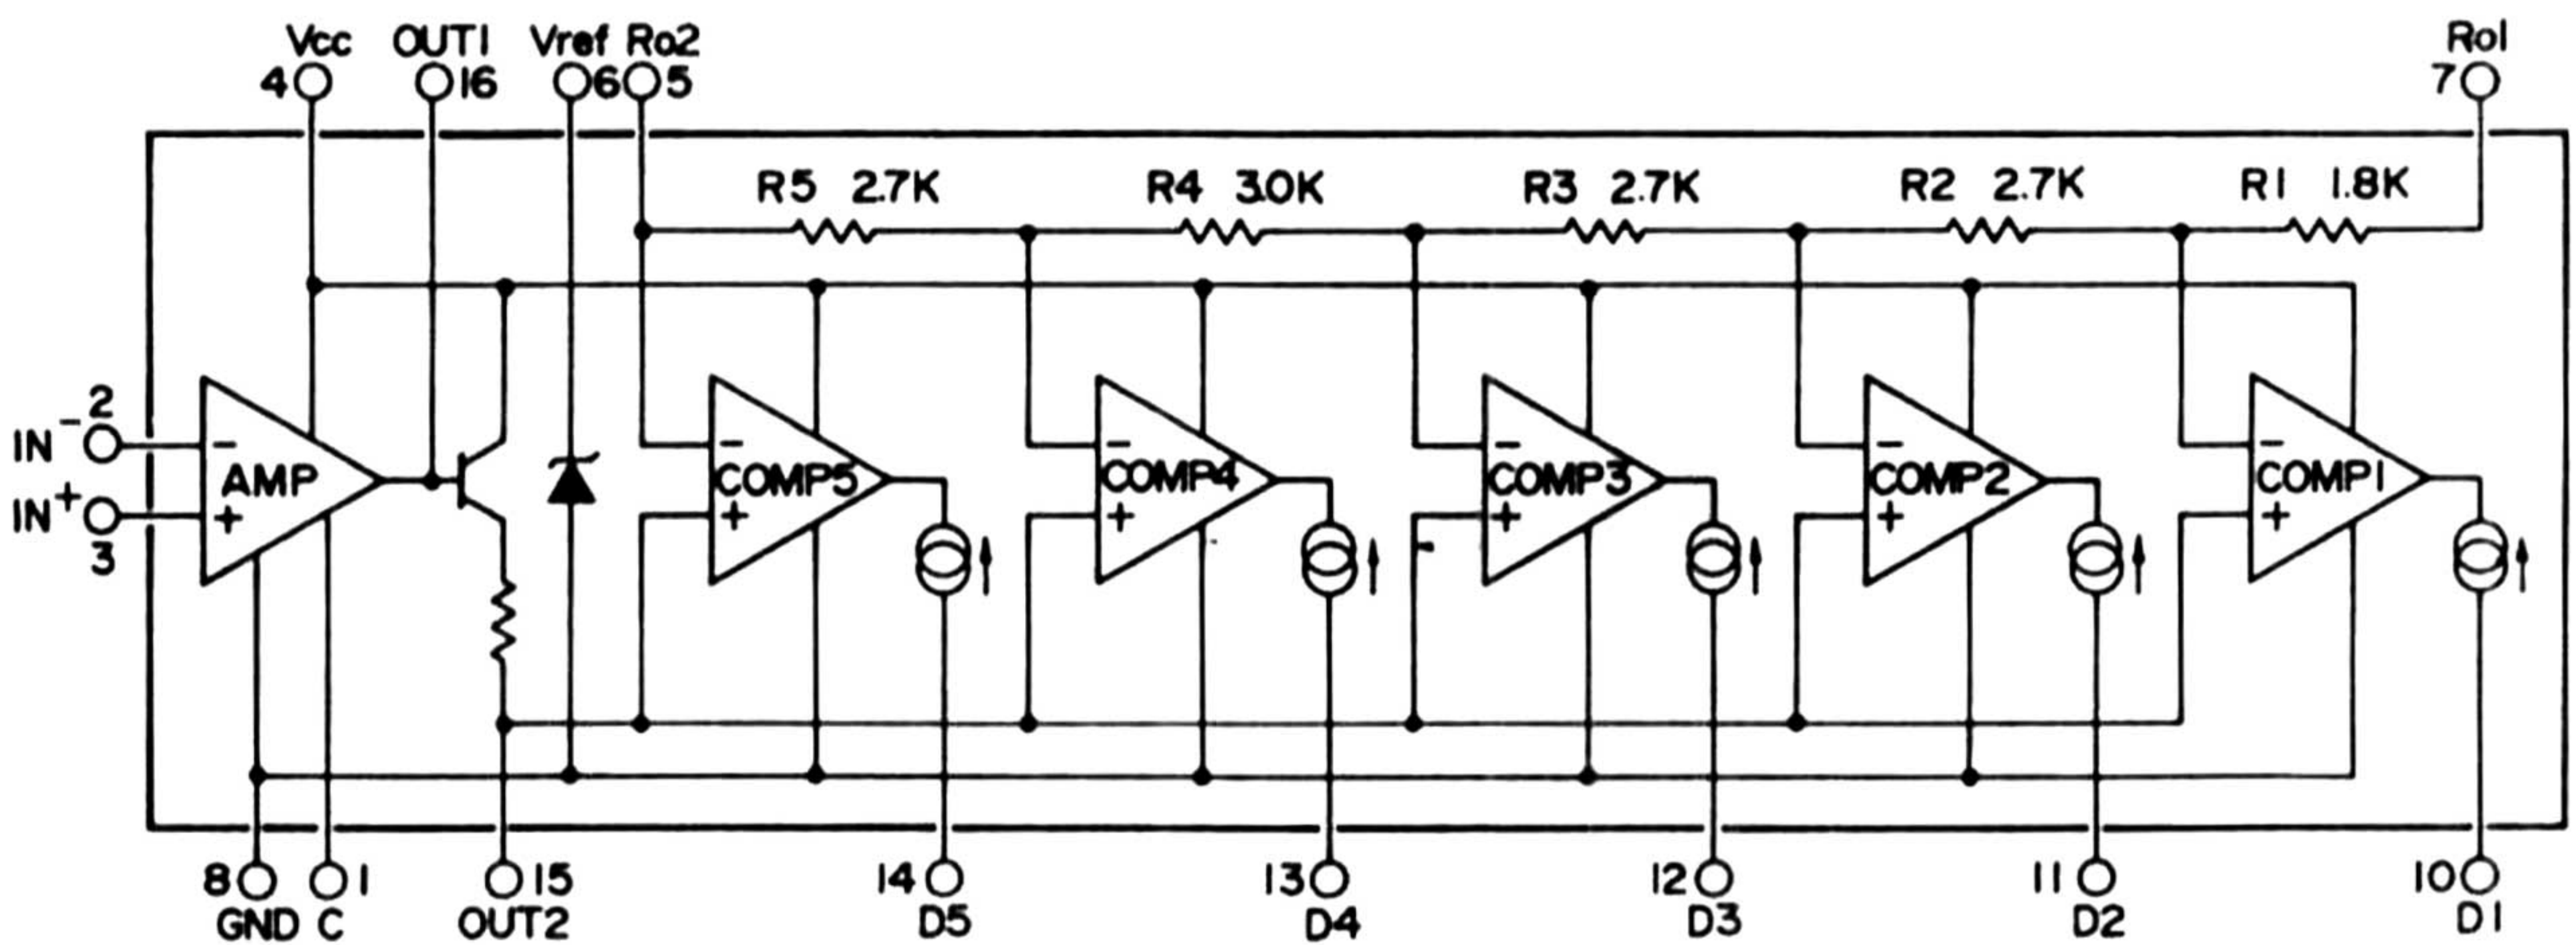 Vcc OUT1 Vref Ro2 Ro1
4 16 6 5 7
R5 2.7K R4 3.0K R3 2.7K R2 2.7K R1 1.8K
2
IN -
- - - - - -
AMP COMP5 COMP4 COMP3 COMP2 COMP1
IN +
+ + + + + +
3
8 1 15 14 13 12 11 10
GND C OUT2 D5 D4 D3 D2 D1